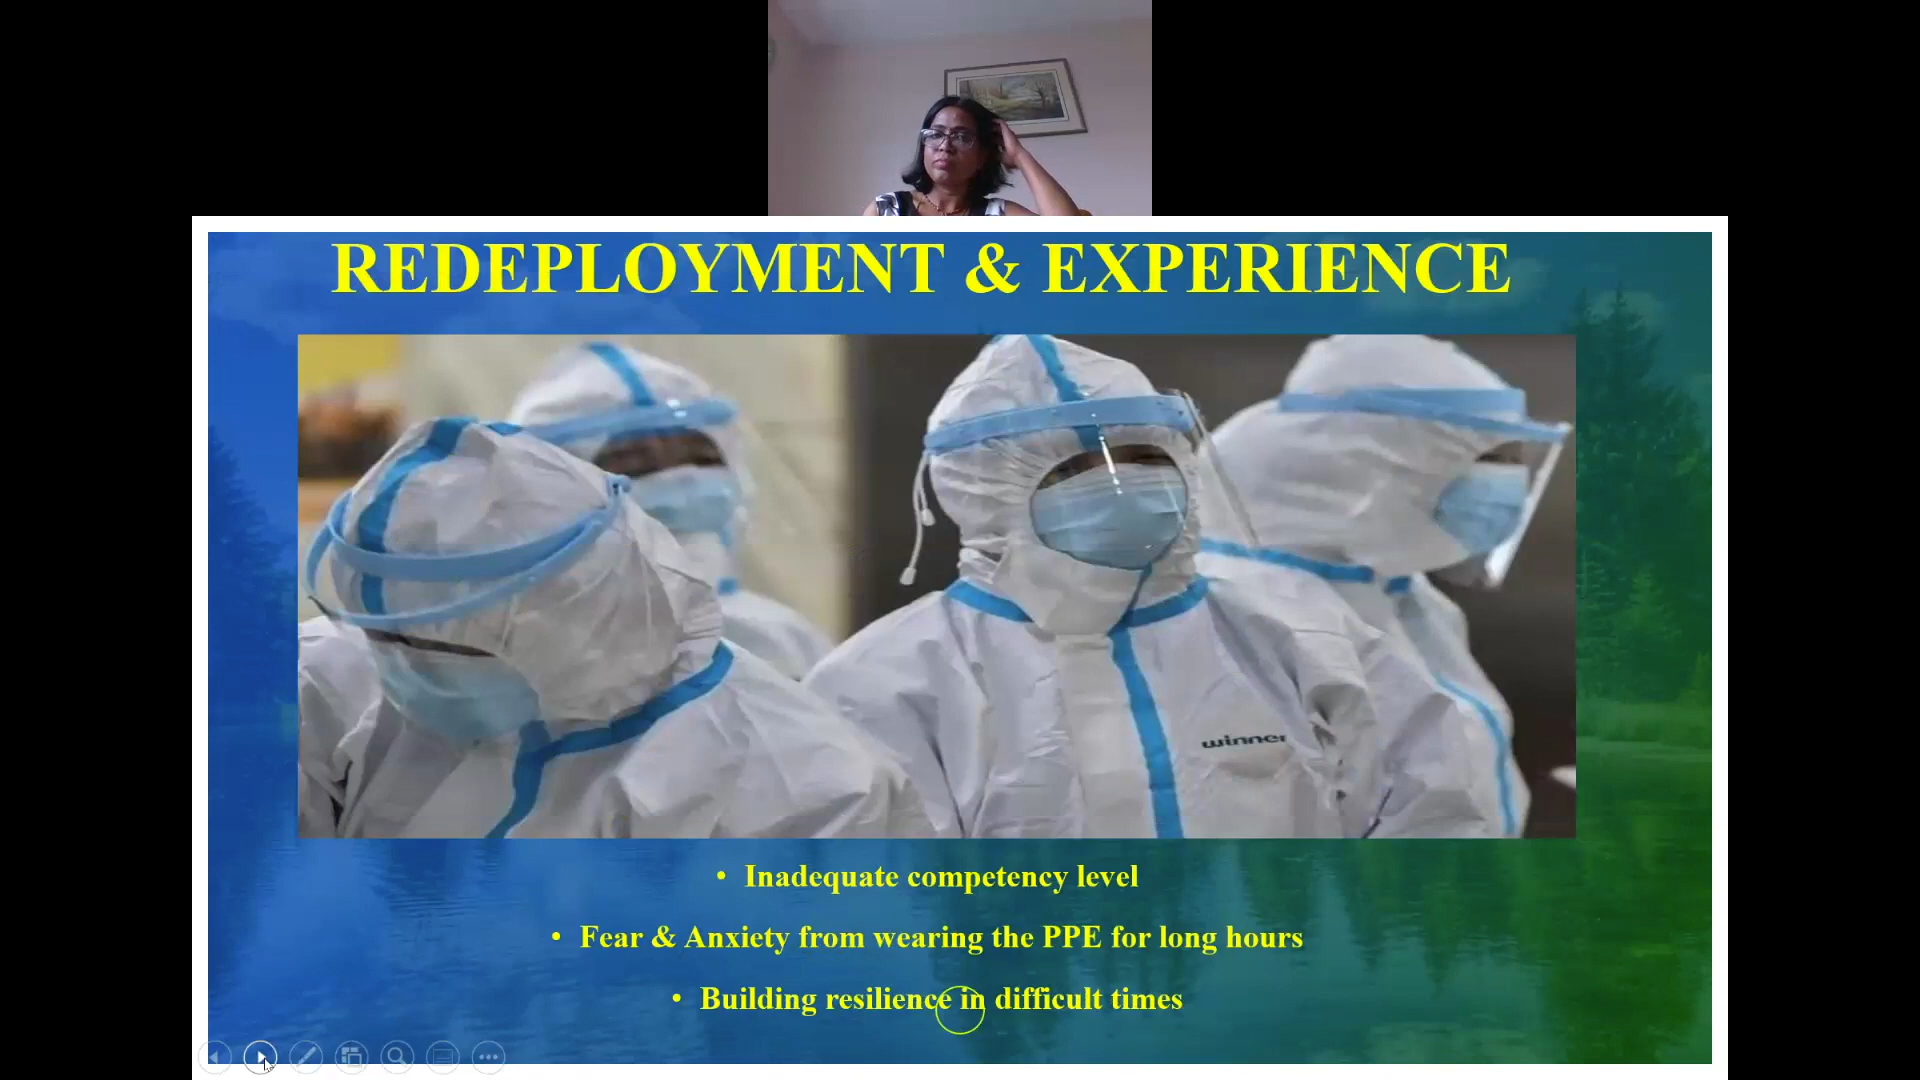 REDEPLOYMENT & EXPERIENCE
winner
• Inadequate competency level
• Fear & Anxiety from wearing the PPE for long hours
• Building resilience in difficult times